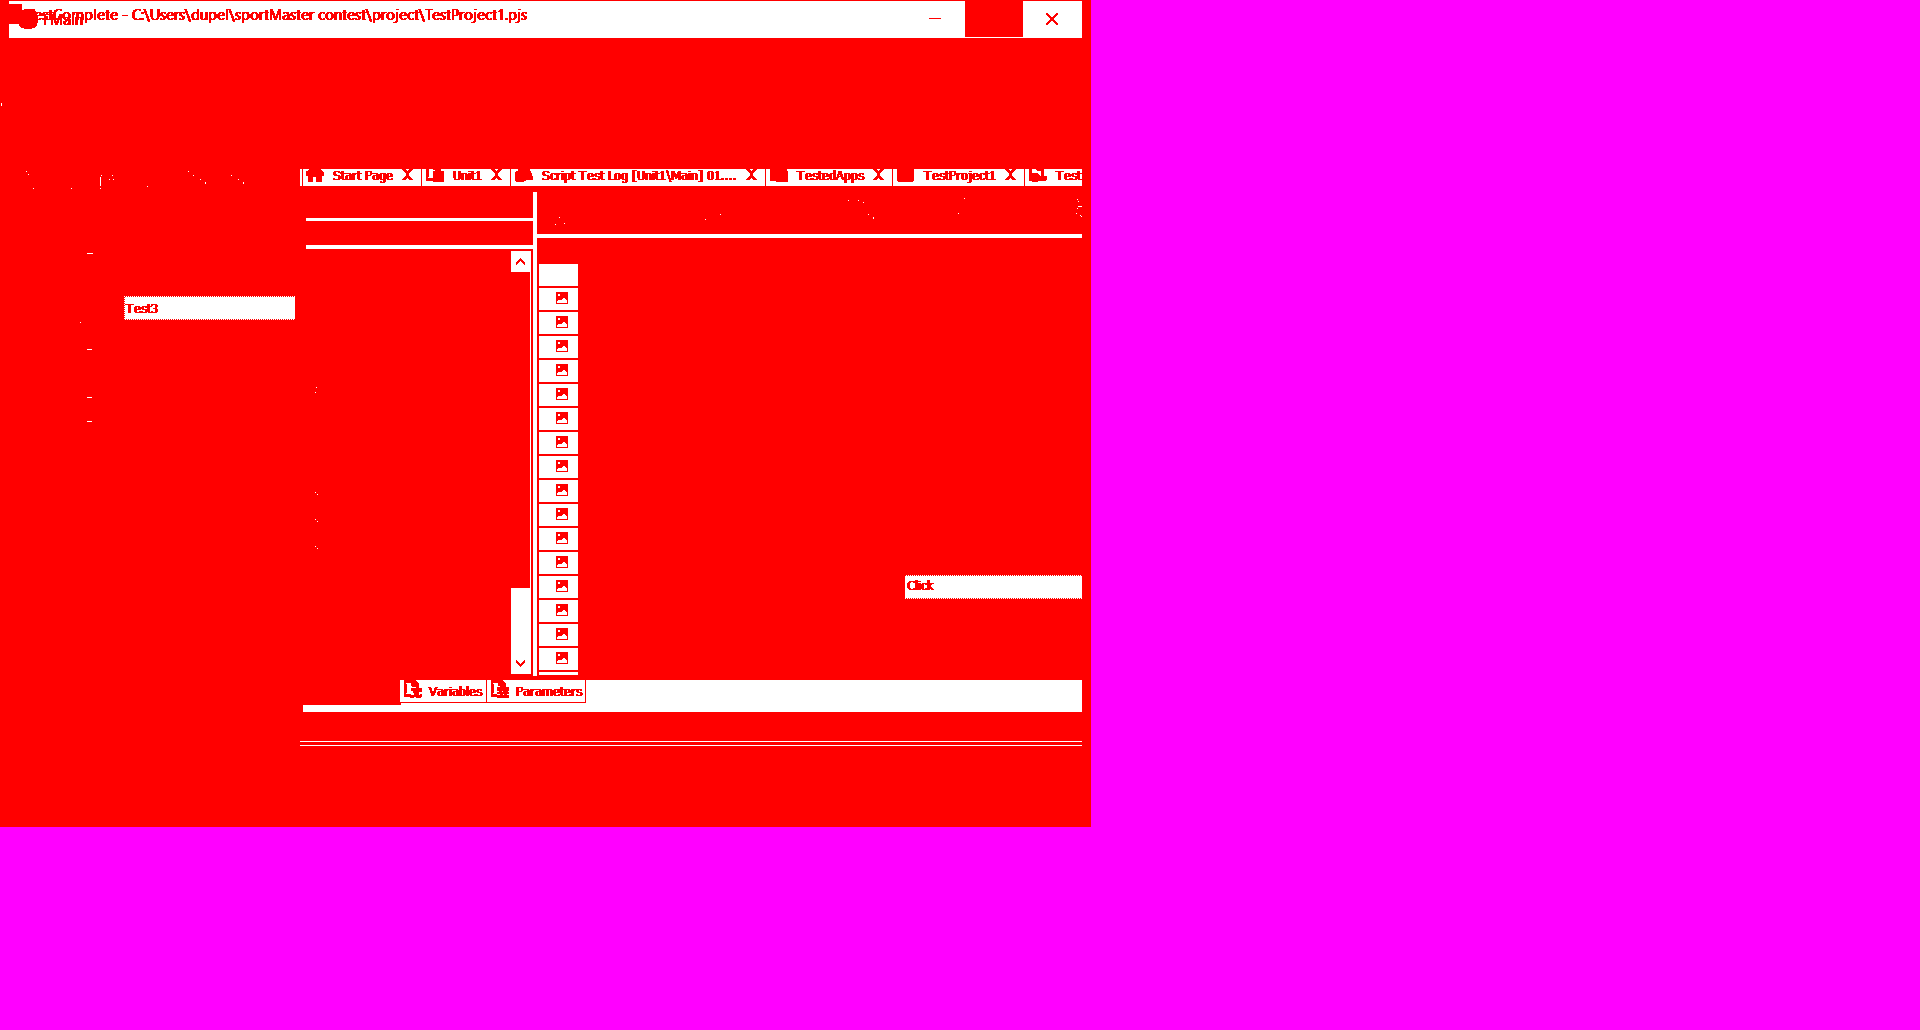 TestComplete - C:\Users\dupel\sportMaster contest\project\TestProject1.pjs
Main
Start Page Unit1 Script Test Log [Unit1\Main] 01.... TestedApps TestProject1 Test
Test3
Click
Variables Parameters